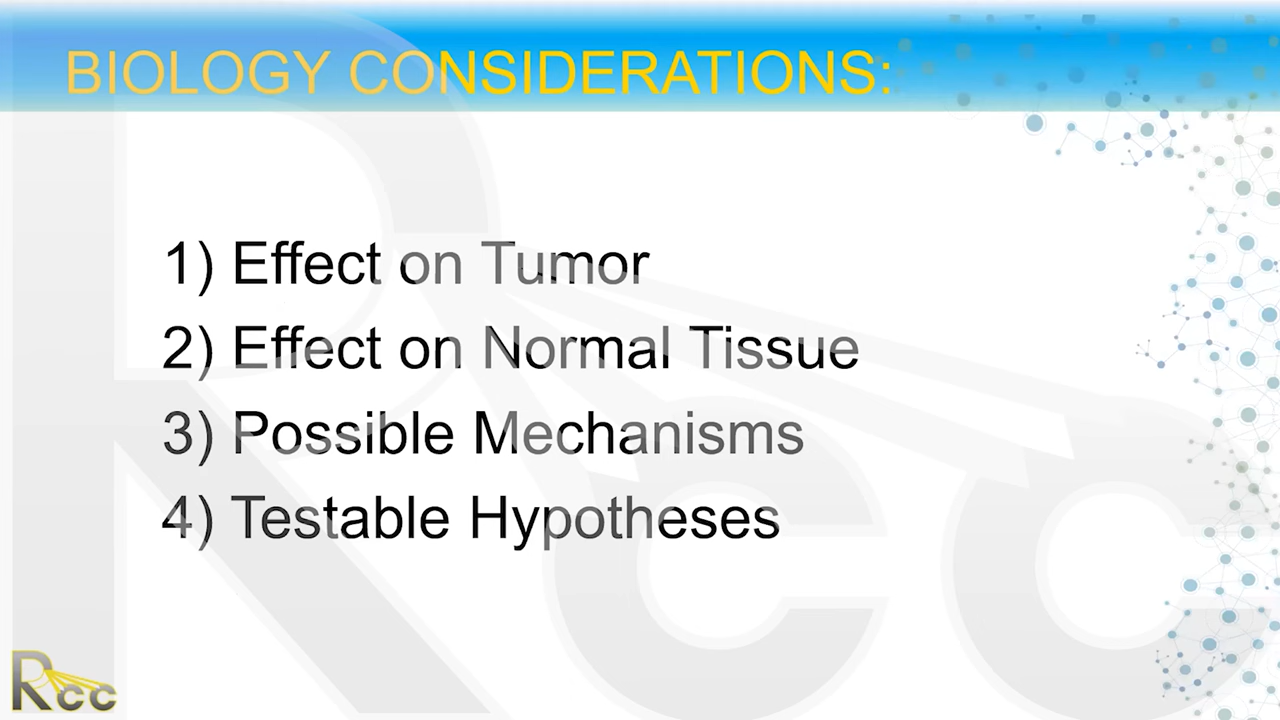 BIOLOGY CONSIDERATIONS:
1) Effect on Tumor
2) Effect on Normal Tissue
3) Possible Mechanisms
4) Testable Hypotheses
Rcc